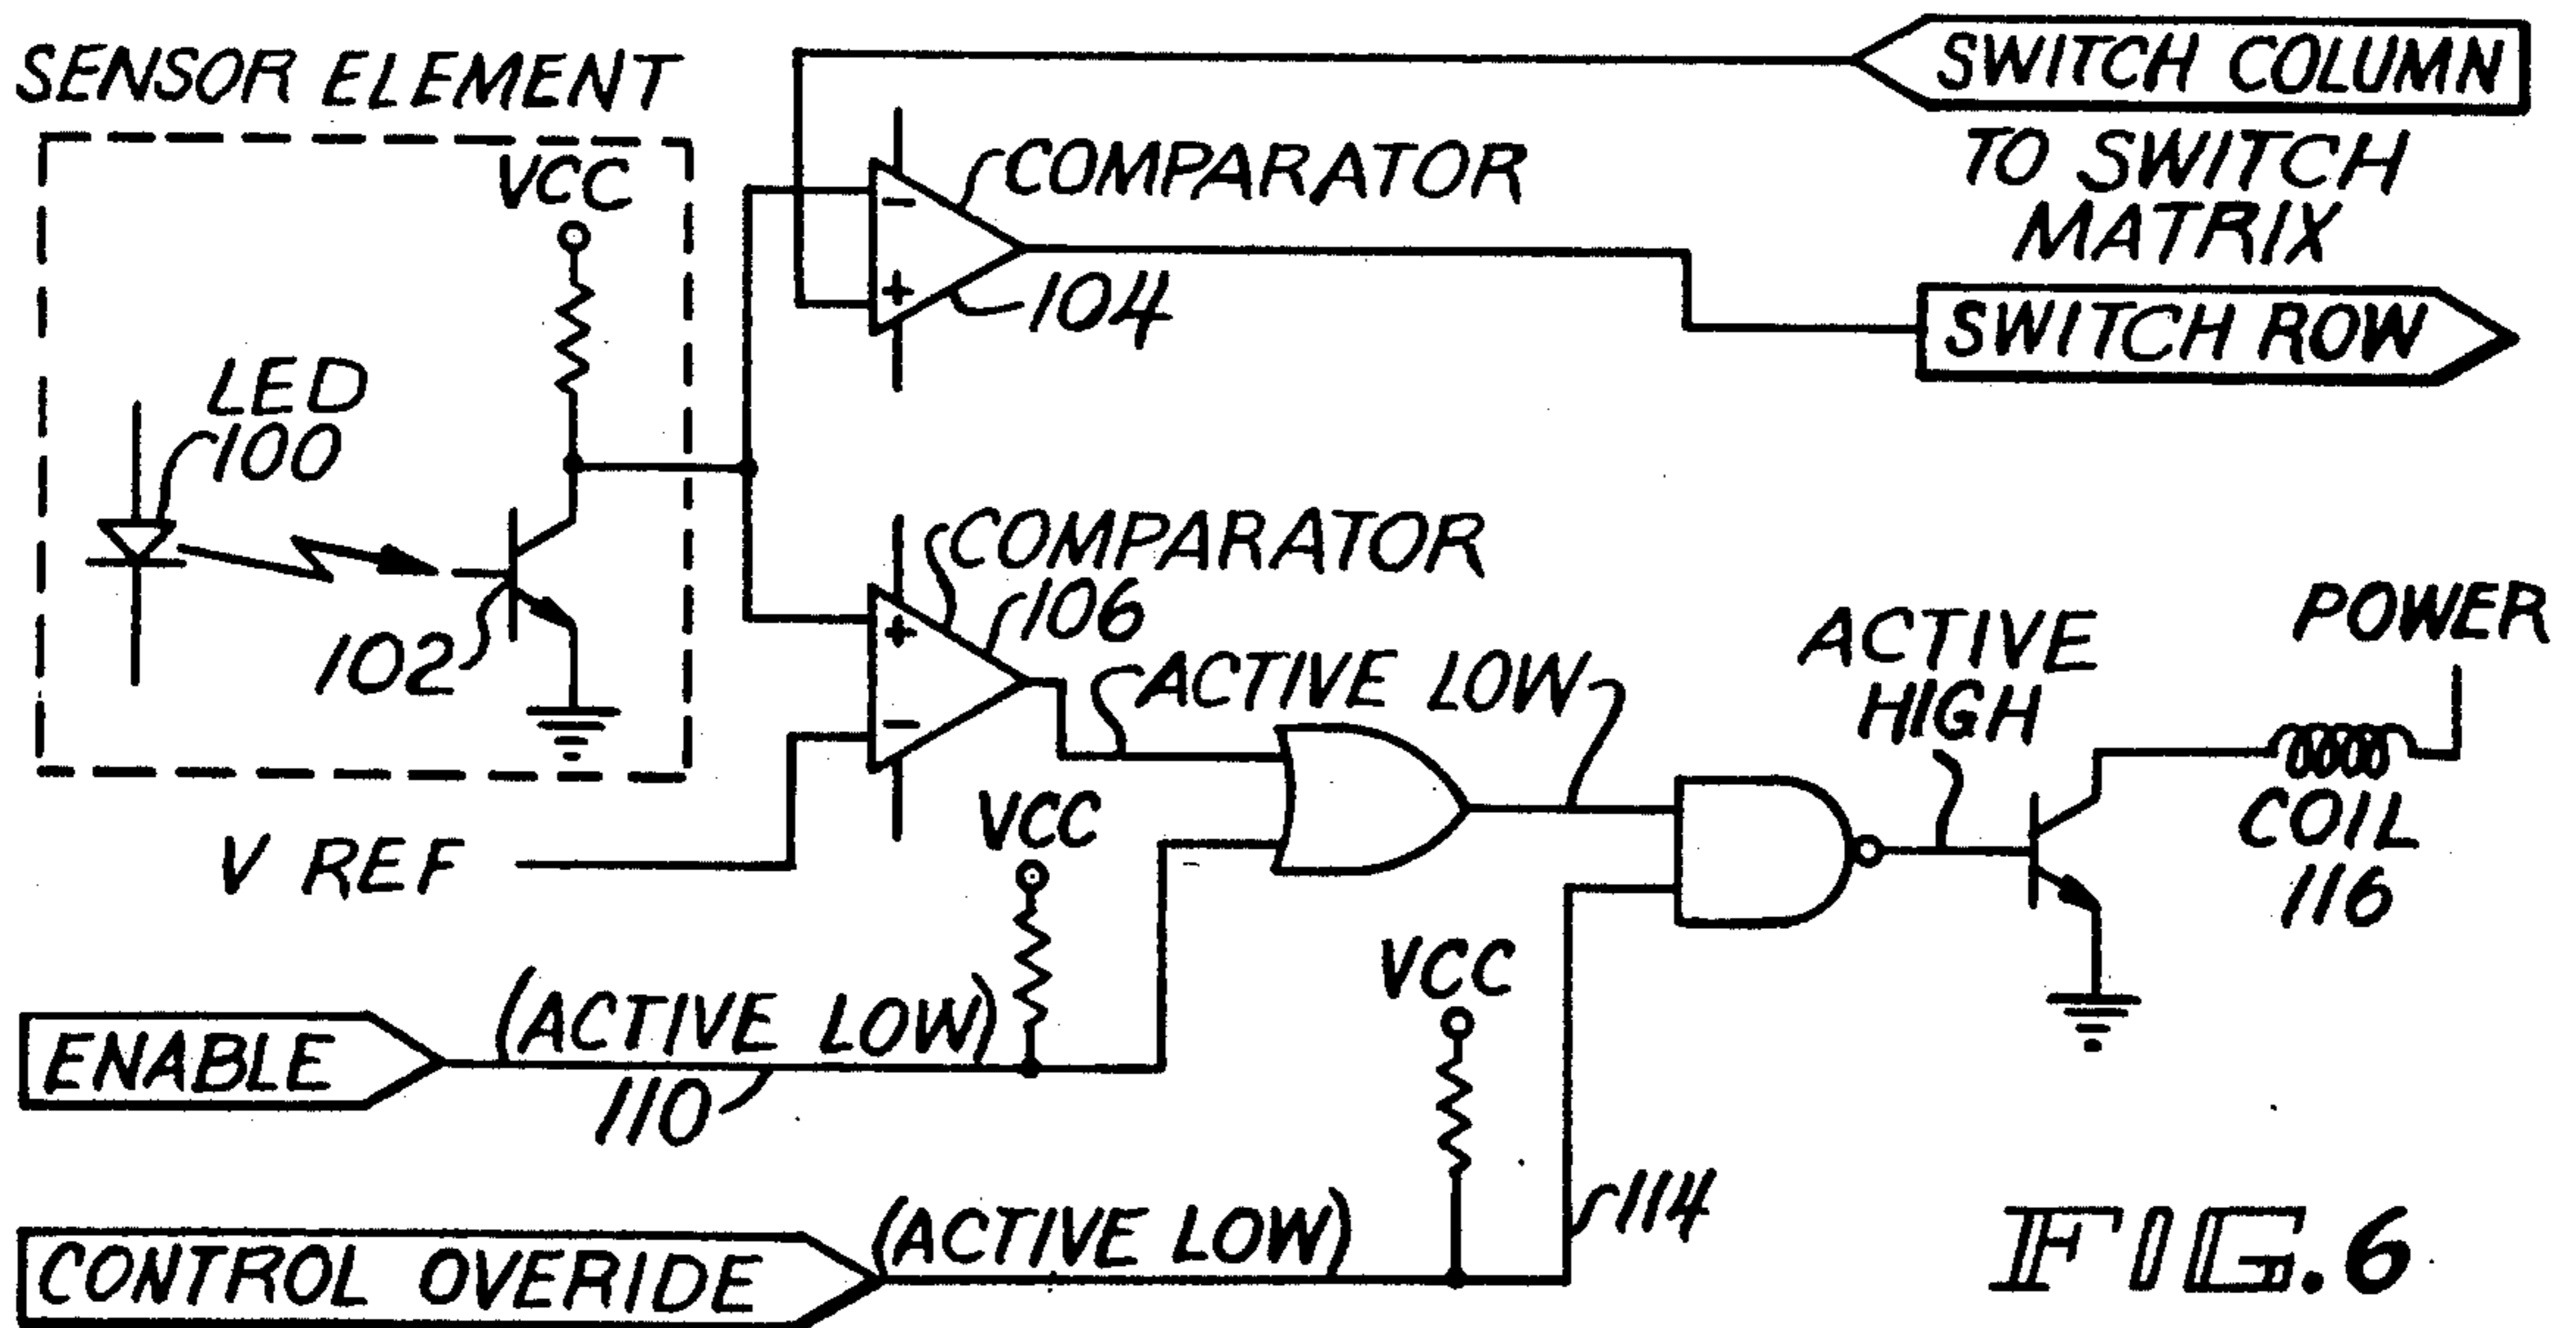 SENSOR ELEMENT
SWITCH COLUMN
TO SWITCH
MATRIX
SWITCH ROW
VCC
COMPARATOR
-
+
104
LED
100
102
COMPARATOR
106
+
-
ACTIVE LOW
ACTIVE
HIGH
POWER
COIL
116
V REF
VCC
ENABLE
(ACTIVE LOW)
110
VCC
CONTROL OVERIDE
(ACTIVE LOW)
114
FIG.6